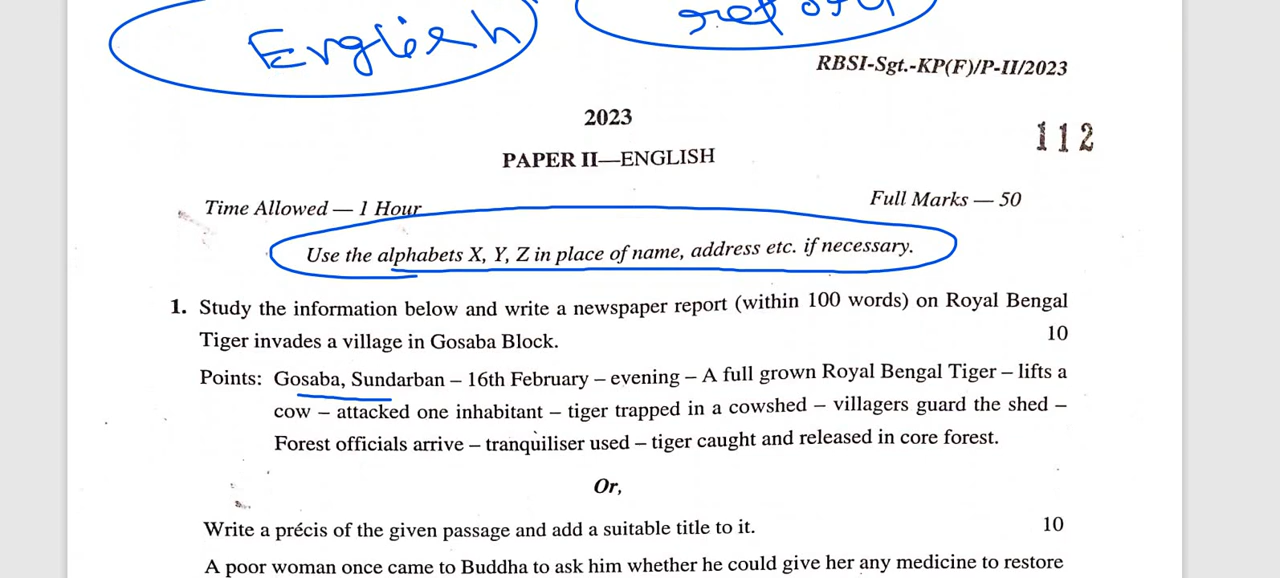 English
RBSI-Sgt.-KP(F)/P-II/2023
2023
112
PAPER II—ENGLISH
Time Allowed — 1 Hour
Full Marks — 50
Use the alphabets X, Y, Z in place of name, address etc. if necessary.
1. Study the information below and write a newspaper report (within 100 words) on Royal Bengal
Tiger invades a village in Gosaba Block. 10
Points: Gosaba, Sundarban – 16th February – evening – A full grown Royal Bengal Tiger – lifts a
cow – attacked one inhabitant – tiger trapped in a cowshed – villagers guard the shed –
Forest officials arrive – tranquiliser used – tiger caught and released in core forest.
Or,
Write a précis of the given passage and add a suitable title to it. 10
A poor woman once came to Buddha to ask him whether he could give her any medicine to restore